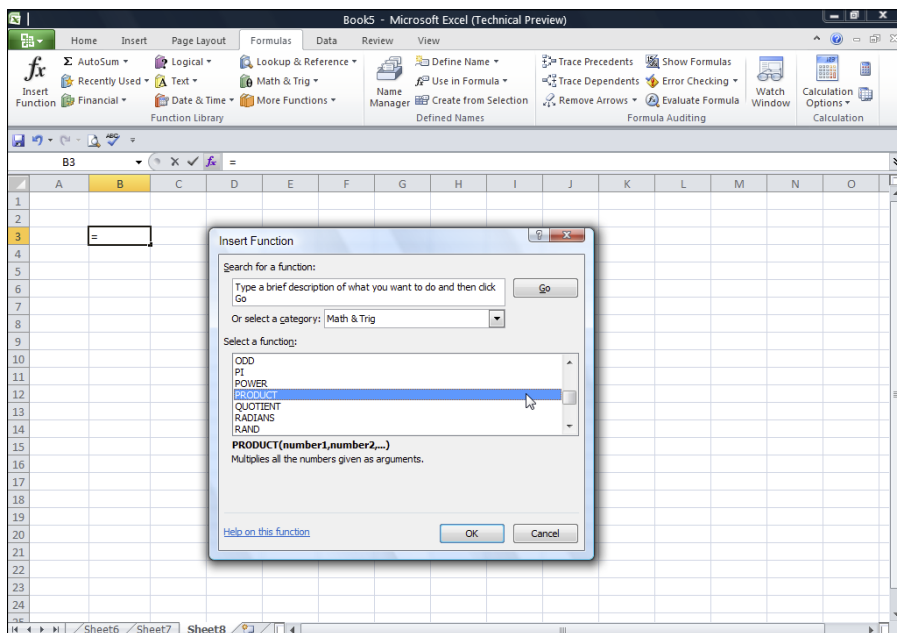 Book5 - Microsoft Excel (Technical Preview)
Home Insert Page Layout Formulas Data Review View
Σ AutoSum Logical Lookup & Reference Define Name Trace Precedents Show Formulas
fx Recently Used Text Math & Trig Use in Formula Trace Dependents Error Checking
Insert Function Financial Date & Time More Functions Name Manager Create from Selection Remove Arrows Evaluate Formula Watch Window Calculation Options
Function Library Defined Names Formula Auditing Calculation
ABC
B3 fx =
A B C D E F G H I J K L M N O
1
2
3 =
4 Insert Function
5 Search for a function:
6 Type a brief description of what you want to do and then click Go Go
7
8 Or select a category: Math & Trig
9 Select a function:
10 ODD
11 PI
POWER
12 PRODUCT
13 QUOTIENT
RADIANS
14 RAND
15 PRODUCT(number1,number2,...)
16 Multiplies all the numbers given as arguments.
17
18
19
20 Help on this function OK Cancel
21
22
23
24
25
Sheet6 Sheet7 Sheet8